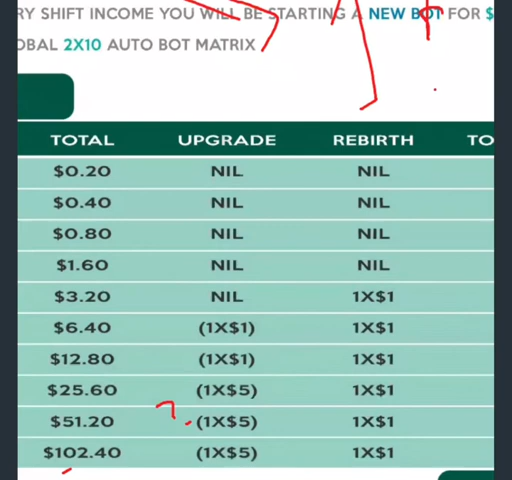 RY SHIFT INCOME YOU WILL BE STARTING A NEW BOT FOR $
OBAL 2X10 AUTO BOT MATRIX
TOTAL UPGRADE REBIRTH TO
$0.20 NIL NIL
$0.40 NIL NIL
$0.80 NIL NIL
$1.60 NIL NIL
$3.20 NIL 1X$1
$6.40 (1X$1) 1X$1
$12.80 (1X$1) 1X$1
$25.60 (1X$5) 1X$1
$51.20 (1X$5) 1X$1
$102.40 (1X$5) 1X$1